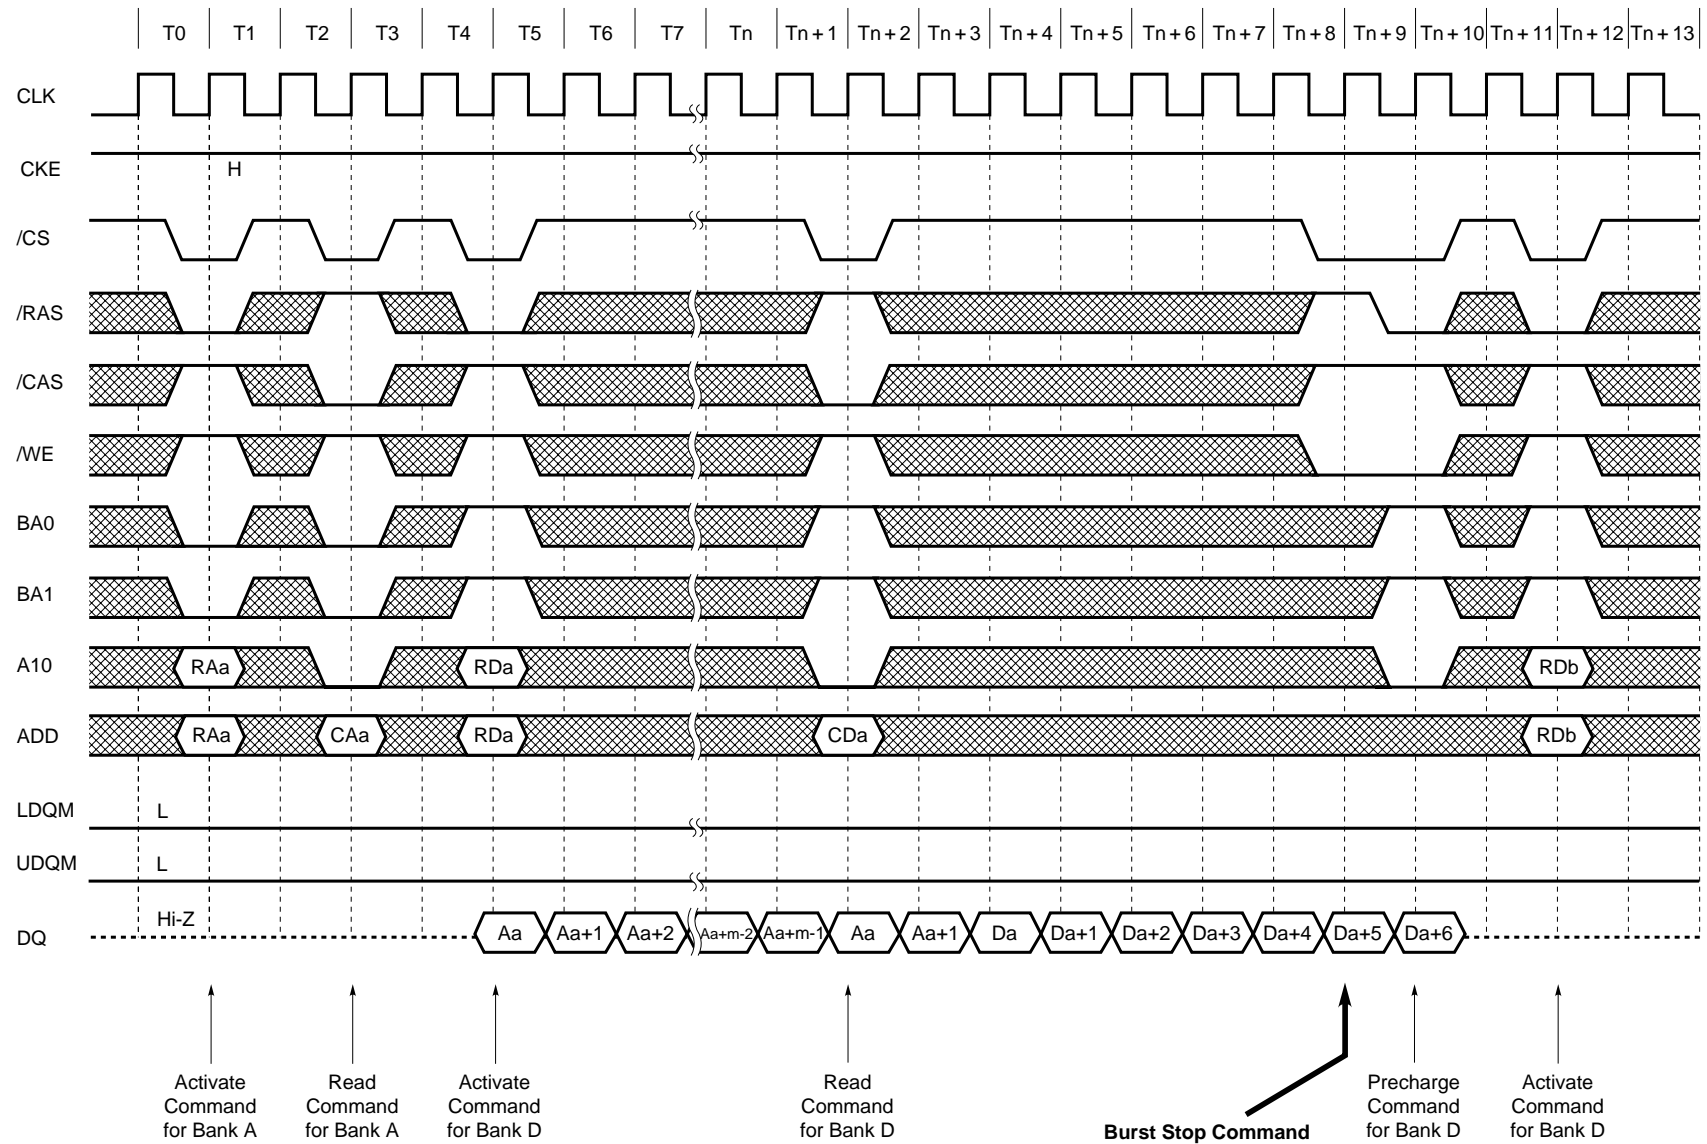 T0 T1 T2 T3 T4 T5 T6 T7 Tn Tn + 1 Tn + 2 Tn + 3 Tn + 4 Tn + 5 Tn + 6 Tn + 7 Tn + 8 Tn + 9 Tn + 10 Tn + 11 Tn + 12 Tn + 13
CLK
CKE H
/CS
/RAS
/CAS
/WE
BA0
BA1
A10 RAa RDa RDb
ADD RAa CAa RDa CDa RDb
LDQM L
UDQM L
DQ Hi-Z Aa Aa+1 Aa+2 Aa+m-2 Aa+m-1 Aa Aa+1 Da Da+1 Da+2 Da+3 Da+4 Da+5 Da+6
Activate
Command
for Bank A
Read
Command
for Bank A
Activate
Command
for Bank D
Read
Command
for Bank D
Burst Stop Command
Precharge
Command
for Bank D
Activate
Command
for Bank D